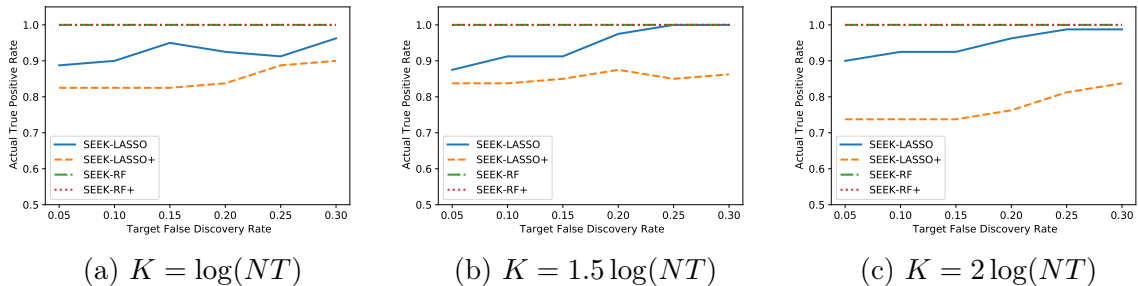 1.0
0.9
0.8
0.7
0.6
0.5
Actual True Positive Rate
SEEK-LASSO
SEEK-LASSO+
SEEK-RF
SEEK-RF+
0.05 0.10 0.15 0.20 0.25 0.30
Target False Discovery Rate
(a) K = log(NT)
1.0
0.9
0.8
0.7
0.6
0.5
Actual True Positive Rate
SEEK-LASSO
SEEK-LASSO+
SEEK-RF
SEEK-RF+
0.05 0.10 0.15 0.20 0.25 0.30
Target False Discovery Rate
(b) K = 1.5 log(NT)
1.0
0.9
0.8
0.7
0.6
0.5
Actual True Positive Rate
SEEK-LASSO
SEEK-LASSO+
SEEK-RF
SEEK-RF+
0.05 0.10 0.15 0.20 0.25 0.30
Target False Discovery Rate
(c) K = 2 log(NT)